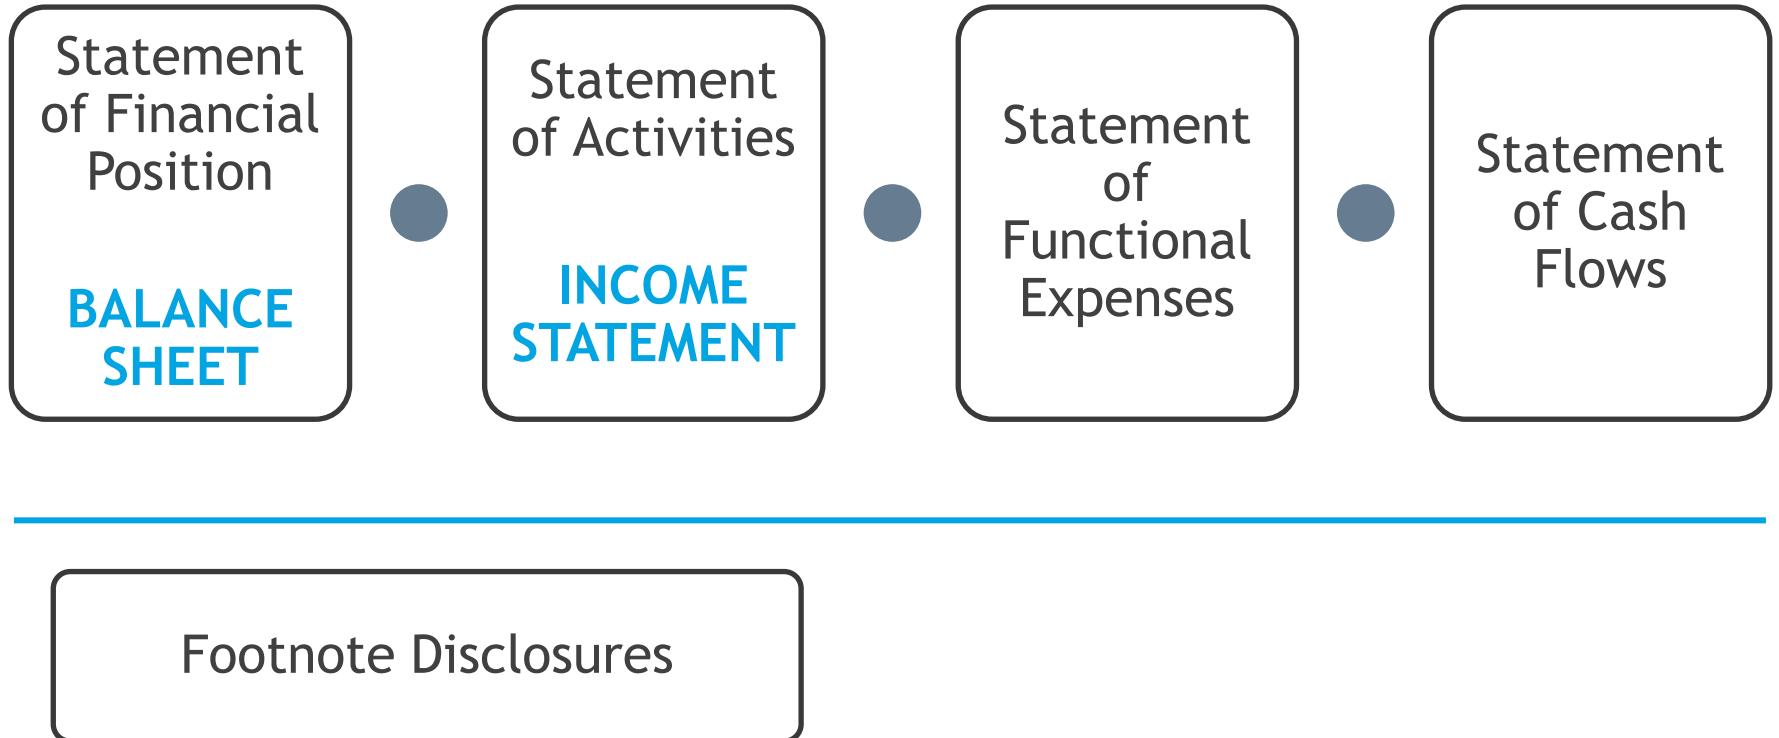 Statement
of Financial
Position
BALANCE
SHEET
Statement
of Activities
INCOME
STATEMENT
Statement
of
Functional
Expenses
Statement
of Cash
Flows
Footnote Disclosures